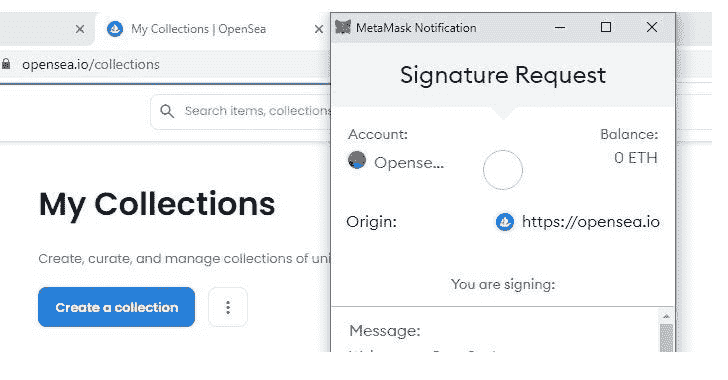 My Collections | OpenSea
opensea.io/collections
Search items, collections
My Collections
Create, curate, and manage collections of uni
Create a collection
MetaMask Notification
Signature Request
Account:
Balance:
Opense...
0 ETH
Origin:
https://opensea.io
You are signing:
Message: